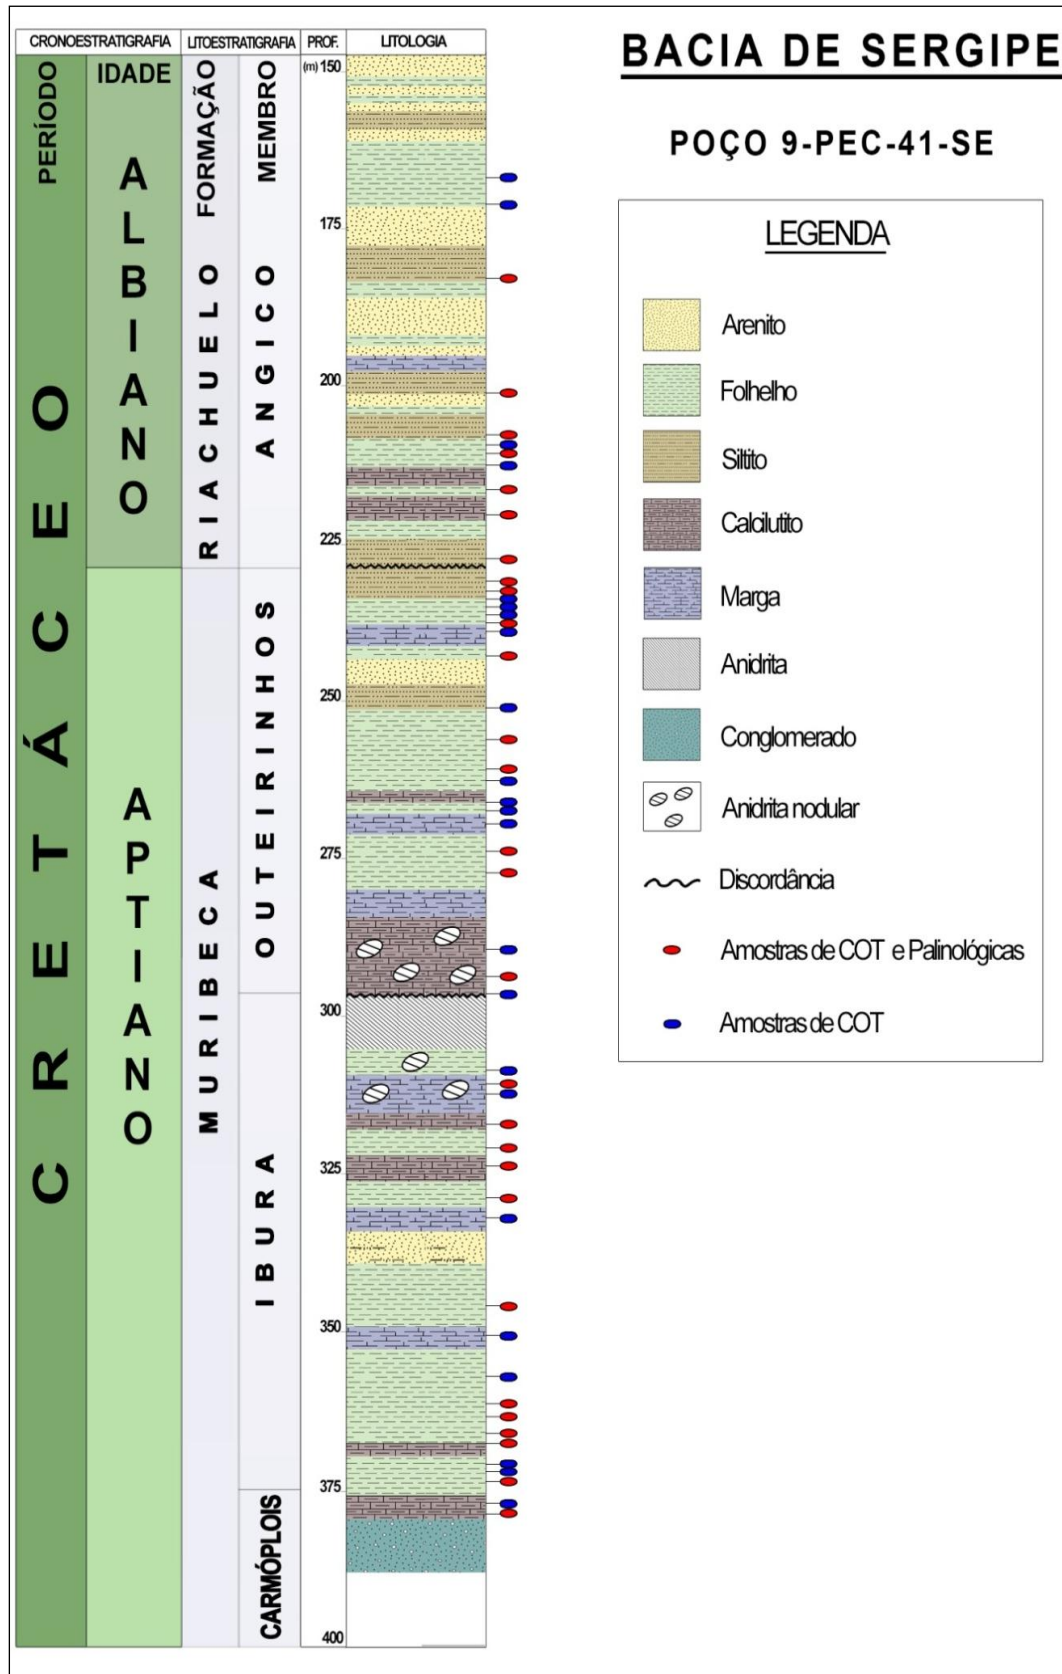 CRONOESTRATIGRAFIA LITOESTRATIGRAFIA PROF. LITOLOGIA
PERÍODO IDADE FORMAÇÃO MEMBRO (m) 150
CRETÁCEO
ALBIANO
APTIANO
RIACHUELO
MURIBECA
ANGICO
OUTEIRINHOS
IBURA
CARMÓPLOIS
175
200
225
250
275
300
325
350
375
400
BACIA DE SERGIPE
POÇO 9-PEC-41-SE
LEGENDA
Arenito
Folhelho
Siltito
Calcilutito
Marga
Anidrita
Conglomerado
Anidrita nodular
Discordância
Amostras de COT e Palinológicas
Amostras de COT